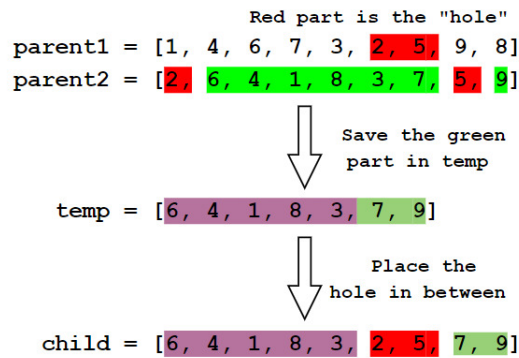 Red part is the "hole"
parent1 = [1, 4, 6, 7, 3, 2, 5, 9, 8]
parent2 = [2, 6, 4, 1, 8, 3, 7, 5, 9]
Save the green
part in temp
temp = [6, 4, 1, 8, 3, 7, 9]
Place the
hole in between
child = [6, 4, 1, 8, 3, 2, 5, 7, 9]